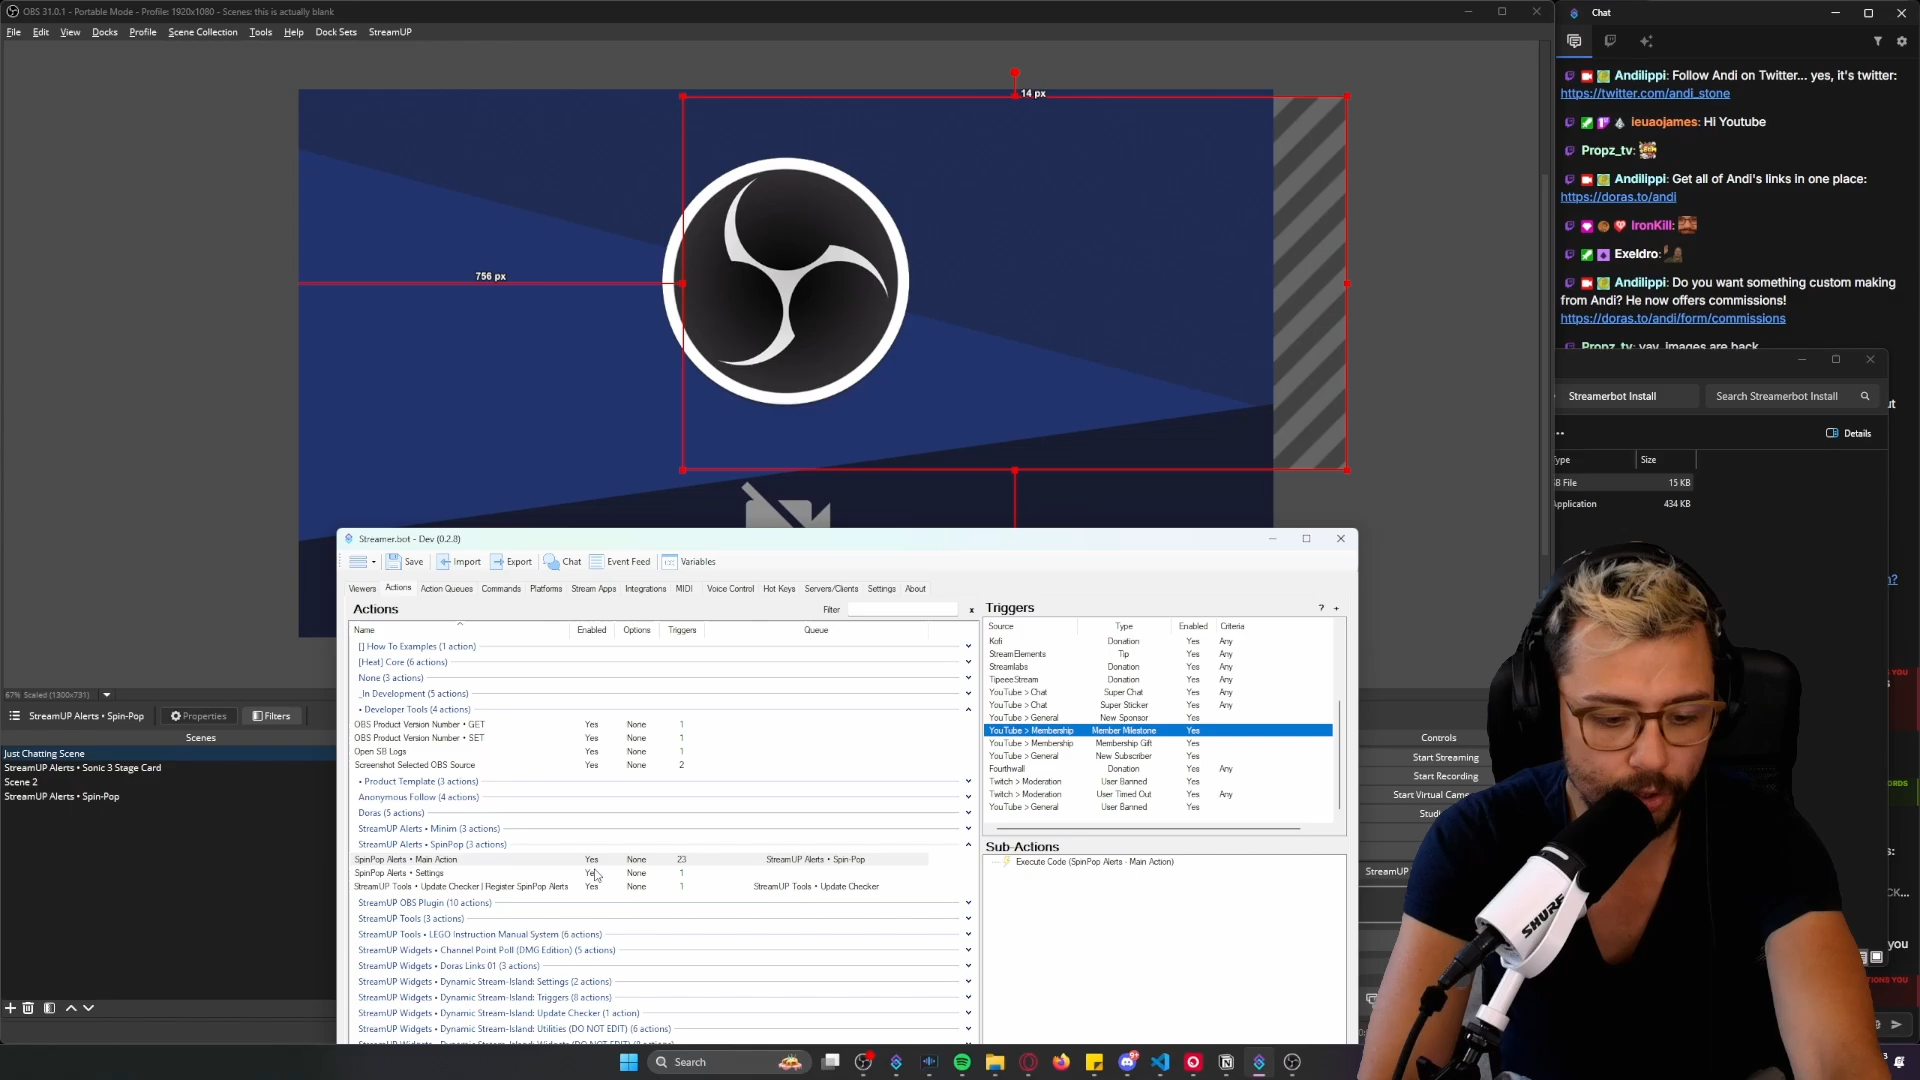 OBS 31.0.1 - Portable Mode - Profile: 1920x1080 - Scenes: this is actually blank
File Edit View Docks Profile Scene Collection Tools Help Dock Sets StreamUP
14 px
756 px
Chat
Andilippi: Follow Andi on Twitter... yes, it's twitter:
https://twitter.com/andi_stone
ieuaojames: Hi Youtube
Propz_tv:
Andilippi: Get all of Andi's links in one place:
https://doras.to/andi
IronKill:
Exeldro:
Andilippi: Do you want something custom making
from Andi? He now offers commissions!
https://doras.to/andi/form/commissions
Propz_tv: yay, images are back
Streamerbot Install
Search Streamerbot Install
Details
Size
15 KB
Application 434 KB
67% Scaled (1300x731)
StreamUP Alerts • Spin-Pop
Properties
Filters
Scenes
Just Chatting Scene
StreamUP Alerts • Sonic 3 Stage Card
Scene 2
StreamUP Alerts • Spin-Pop
Streamer.bot - Dev (0.2.8)
Save Import Export Chat Event Feed Variables
Viewers Actions Action Queues Commands Platforms Stream Apps Integrations MIDI Voice Control Hot Keys Servers/Clients Settings About
Actions
Filter
x
Name Enabled Options Triggers Queue
[] How To Examples (1 action)
[Heat] Core (6 actions)
None (3 actions)
_In Development (5 actions)
• Developer Tools (4 actions)
OBS Product Version Number • GET Yes None 1
OBS Product Version Number • SET Yes None 1
Open SB Logs Yes None 1
Screenshot Selected OBS Source Yes None 2
• Product Template (3 actions)
Anonymous Follow (4 actions)
Doras (5 actions)
StreamUP Alerts • Minim (3 actions)
StreamUP Alerts • SpinPop (3 actions)
SpinPop Alerts • Main Action Yes None 23 StreamUP Alerts • Spin-Pop
SpinPop Alerts • Settings Yes None 1
StreamUP Tools • Update Checker | Register SpinPop Alerts Yes None 1 StreamUP Tools • Update Checker
StreamUP OBS Plugin (10 actions)
StreamUP Tools (3 actions)
StreamUP Tools • LEGO Instruction Manual System (6 actions)
StreamUP Widgets • Channel Point Poll (DMG Edition) (5 actions)
StreamUP Widgets • Doras Links 01 (3 actions)
StreamUP Widgets • Dynamic Stream-Island: Settings (2 actions)
StreamUP Widgets • Dynamic Stream-Island: Triggers (8 actions)
StreamUP Widgets • Dynamic Stream-Island: Update Checker (1 action)
StreamUP Widgets • Dynamic Stream-Island: Utilities (DO NOT EDIT) (6 actions)
Triggers
? +
Source Type Enabled Criteria
Kofi Donation Yes Any
StreamElements Tip Yes Any
Streamlabs Donation Yes Any
TipeeeStream Donation Yes Any
YouTube > Chat Super Chat Yes Any
YouTube > Chat Super Sticker Yes Any
YouTube > General New Sponsor Yes
YouTube > Membership Member Milestone Yes
YouTube > Membership Membership Gift Yes
YouTube > General New Subscriber Yes
Fourthwall Donation Yes Any
Twitch > Moderation User Banned Yes
Twitch > Moderation User Timed Out Yes Any
YouTube > General User Banned Yes
Sub-Actions
Execute Code (SpinPop Alerts - Main Action)
Controls
Start Streaming
Start Recording
Start Virtual Came
StreamUP
SHURE
Search